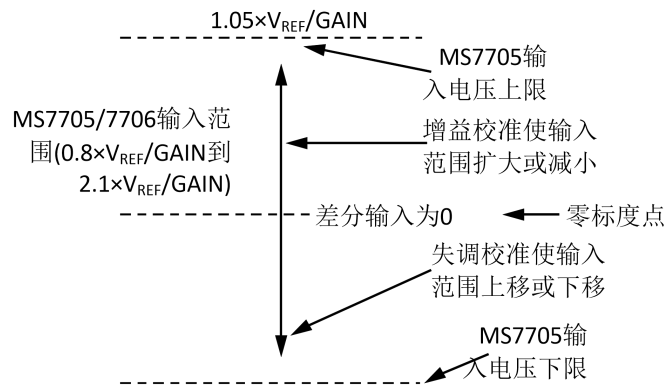 1.05×V_REF/GAIN
MS7705输
入电压上限
MS7705/7706输入范
围(0.8×V_REF/GAIN到
2.1×V_REF/GAIN)
增益校准使输入
范围扩大或减小
差分输入为0
零标度点
失调校准使输入
范围上移或下移
MS7705输
入电压下限